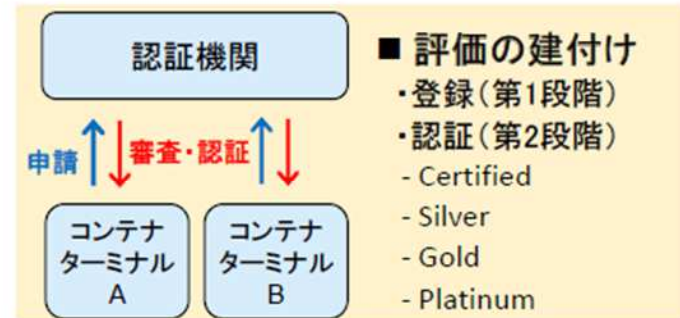 認証機関
申請
審査・認証
コンテナ
ターミナル
A
コンテナ
ターミナル
B
■ 評価の建付け
・登録（第1段階）
・認証（第2段階）
- Certified
- Silver
- Gold
- Platinum